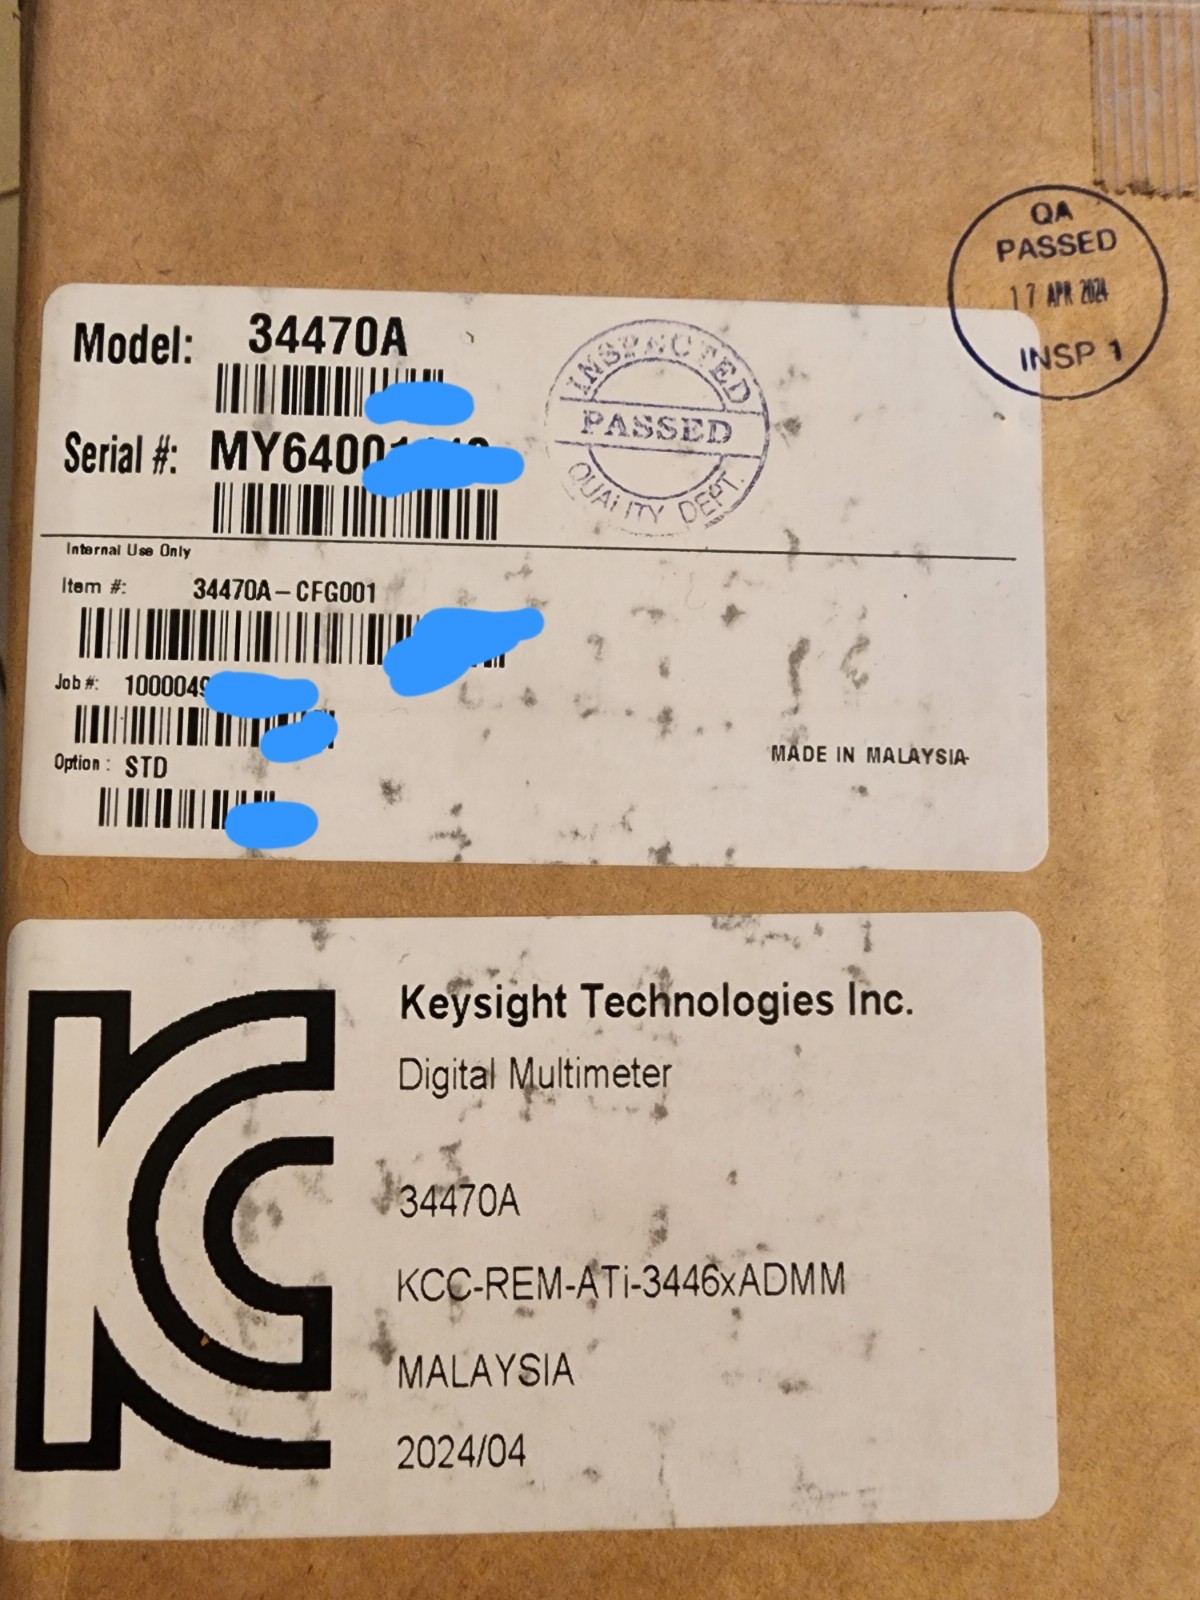 QA
PASSED
17 APR 2024
INSP 1
Model: 34470A
Serial #: MY6400
INSPECTED
PASSED
QUALITY DEPT.
Internal Use Only
Item #: 34470A-CFG001
Job #: 1000049
Option: STD
MADE IN MALAYSIA
Keysight Technologies Inc.
Digital Multimeter
34470A
KCC-REM-ATi-3446xADMM
MALAYSIA
2024/04